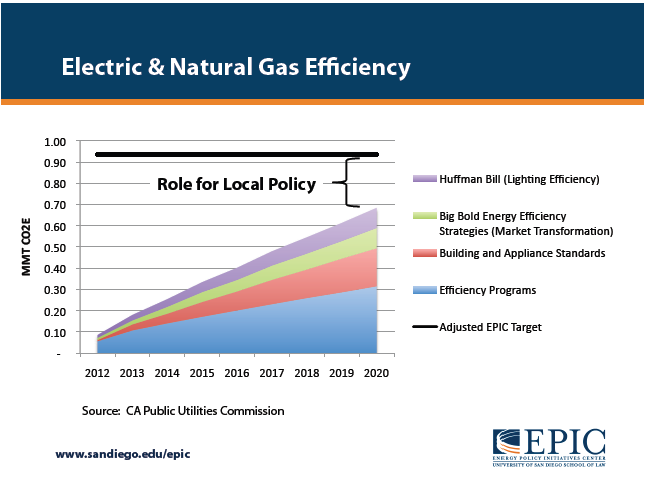 Electric & Natural Gas Efficiency
1.00
0.90
0.80
0.70
0.60
0.50
0.40
0.30
0.20
0.10
-
MMT CO2E
Role for Local Policy
2012 2013 2014 2015 2016 2017 2018 2019 2020
Huffman Bill (Lighting Efficiency)
Big Bold Energy Efficiency
Strategies (Market Transformation)
Building and Appliance Standards
Efficiency Programs
Adjusted EPIC Target
Source: CA Public Utilities Commission
www.sandiego.edu/epic
EPIC
ENERGY POLICY INITIATIVES CENTER
UNIVERSITY OF SAN DIEGO SCHOOL OF LAW